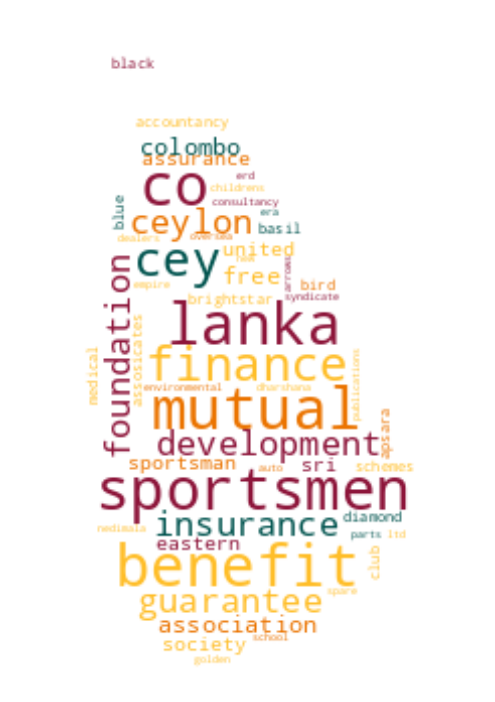 black
accountancy
colombo
assurance
erd
co
childrens
consultancy
blue
era
ceylon
basil
dealers
oversea
united
cey
new
free
arrows
empire
bird
brightstar
syndicate
foundation
lanka
assosicates
medical
finance
publications
environmental
dharshana
mutual
apsara
development
sportsman
auto
sri
schemes
sportsmen
insurance
diamond
nedimala
parts
ltd
eastern
benefit
club
spare
guarantee
association
school
society
golden